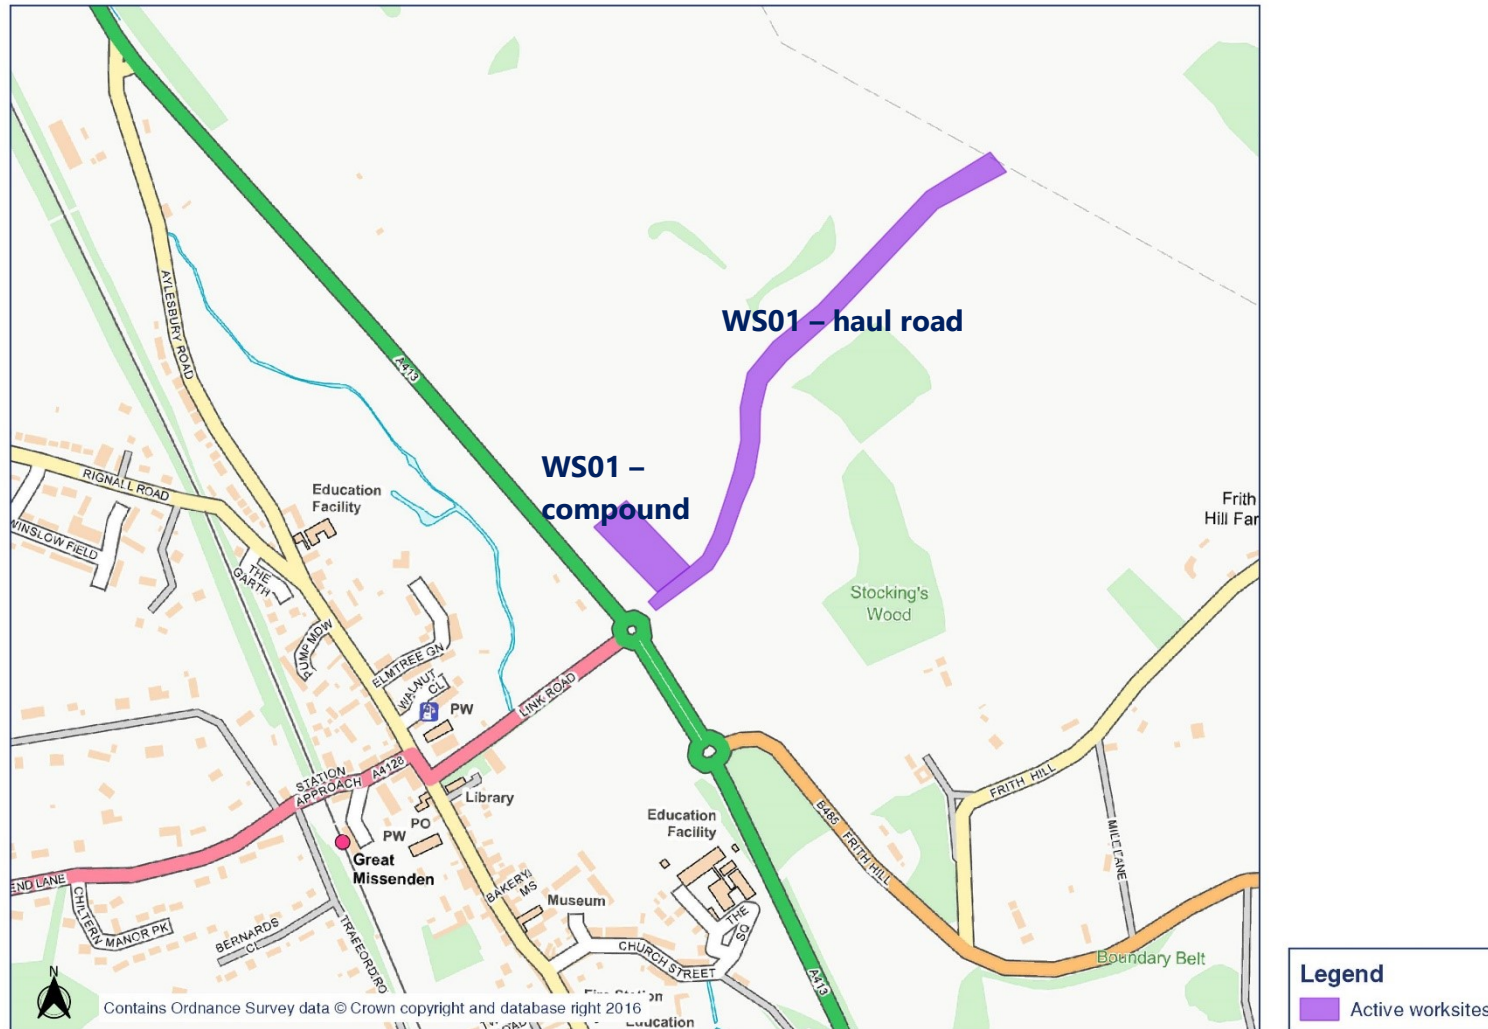 WS01 – haul road
A413
AYLESBURY ROAD
WS01 –
compound
RIGNALL ROAD
Education
Facility
WINSLOW FIELD
THE
GARTH
Frith
Hill Far
Stocking's
Wood
PUMP MDW
ELMTREE GN
WALNUT
CL
PW
LINK ROAD
STATION
APPROACH
A4128
Library
PO
PW
Great
Missenden
Education
Facility
FRITH HILL
MILL LANE
B485
FRITH HILL
END LANE
CHILTERN
MANOR PK
BERNARDS
CL
TRAFFORD RD
BAKERY
MS
Museum
THE
SQ
CHURCH STREET
Boundary Belt
A413
N
Contains Ordnance Survey data © Crown copyright and database right 2016
Education
Legend
Active worksites